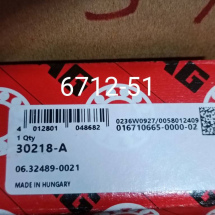 6712-51
AG
0236W0927/0058012409
016710665-0000-02
4 012801 048682
1 Qty
30218-A
06.32489-0021
MADE IN HUNGARY